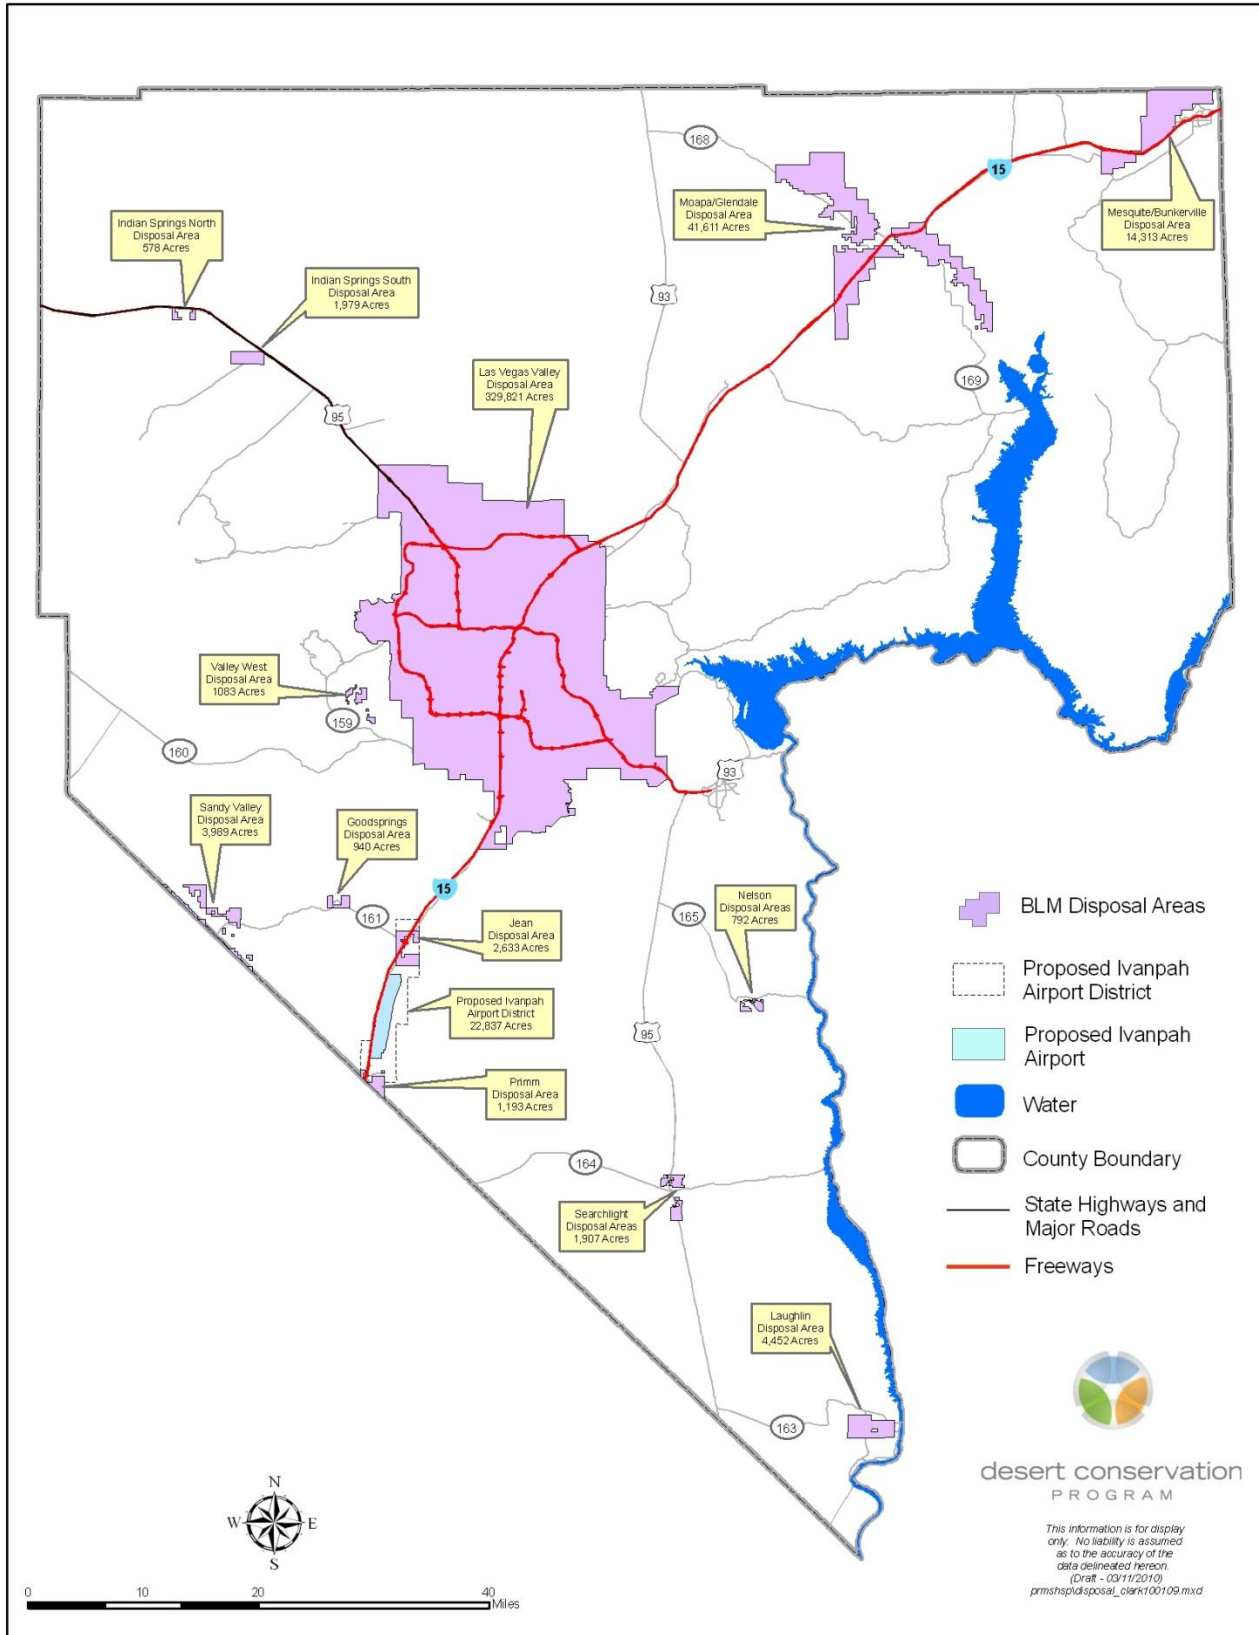 168
15
Moapa/Glendale
Disposal Area
41,611 Acres
Mesquite/Bunkerville
Disposal Area
14,313 Acres
Indian Springs North
Disposal Area
578 Acres
Indian Springs South
Disposal Area
1,979 Acres
93
Las Vegas Valley
Disposal Area
329,821 Acres
169
95
Valley West
Disposal Area
1083 Acres
159
160
93
Sandy Valley
Disposal Area
3,989 Acres
Goodsprings
Disposal Area
940 Acres
15
161
Jean
Disposal Area
2,633 Acres
Nelson
Disposal Areas
792 Acres
165
Proposed Ivanpah
Airport District
22,837 Acres
95
Primm
Disposal Area
1,193 Acres
164
Searchlight
Disposal Areas
1,907 Acres
Laughlin
Disposal Area
4,452 Acres
163
BLM Disposal Areas
Proposed Ivanpah
Airport District
Proposed Ivanpah
Airport
Water
County Boundary
State Highways and
Major Roads
Freeways
desert conservation
PROGRAM
This information is for display
only. No liability is assumed
as to the accuracy of the
data delineated hereon.
(Draft - 03/11/2010)
prmshsp\disposal_clark100109.mxd
N
W E
S
0 10 20 40
Miles